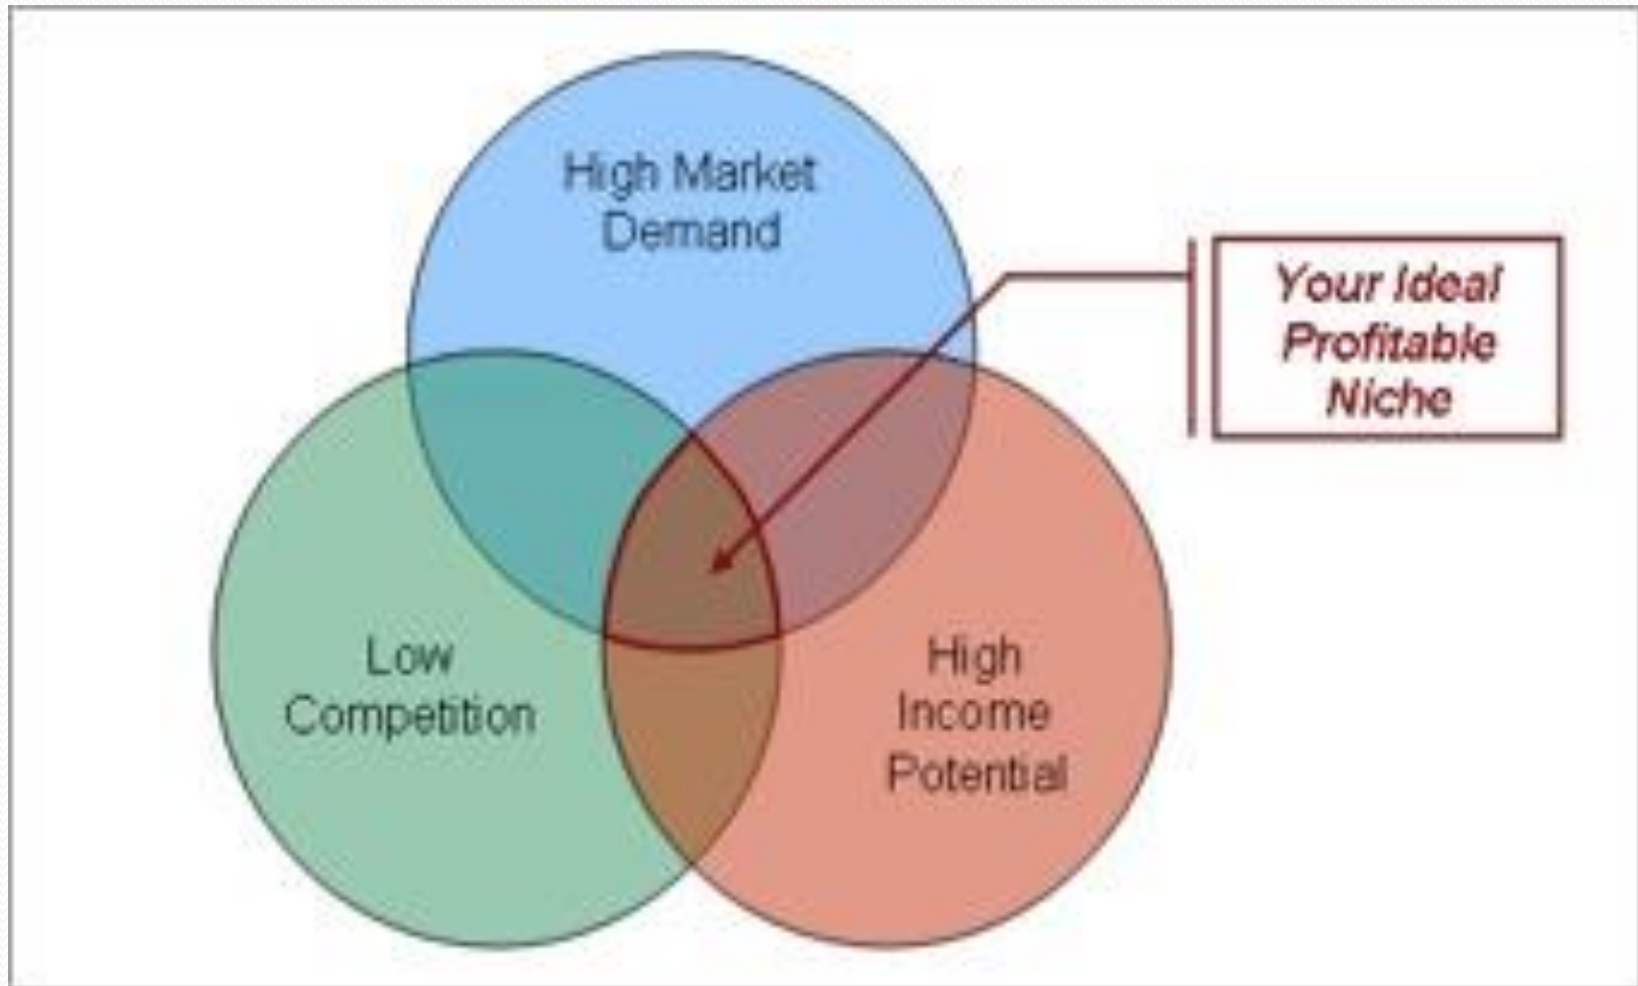 High Market
Demand
Your Ideal
Profitable
Niche
Low
Competition
High
Income
Potential